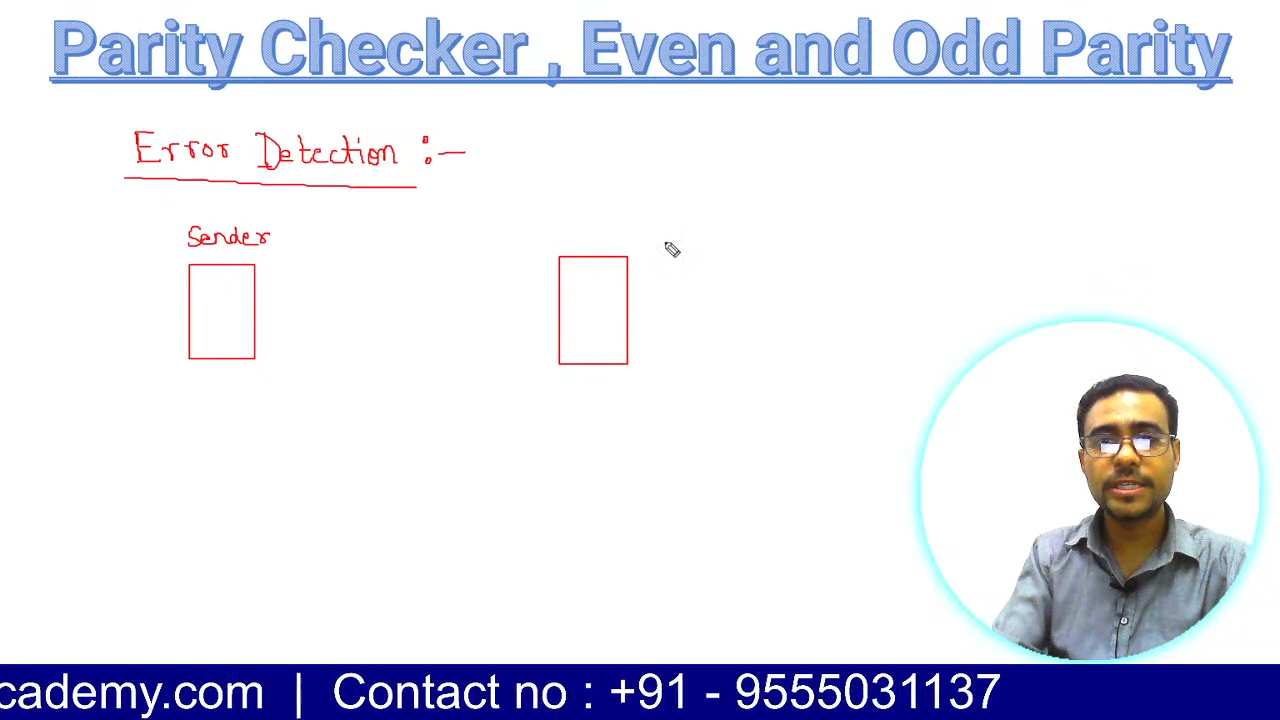 Parity Checker , Even and Odd Parity
Error Detection :-
Sender
cademy.com | Contact no : +91 - 9555031137